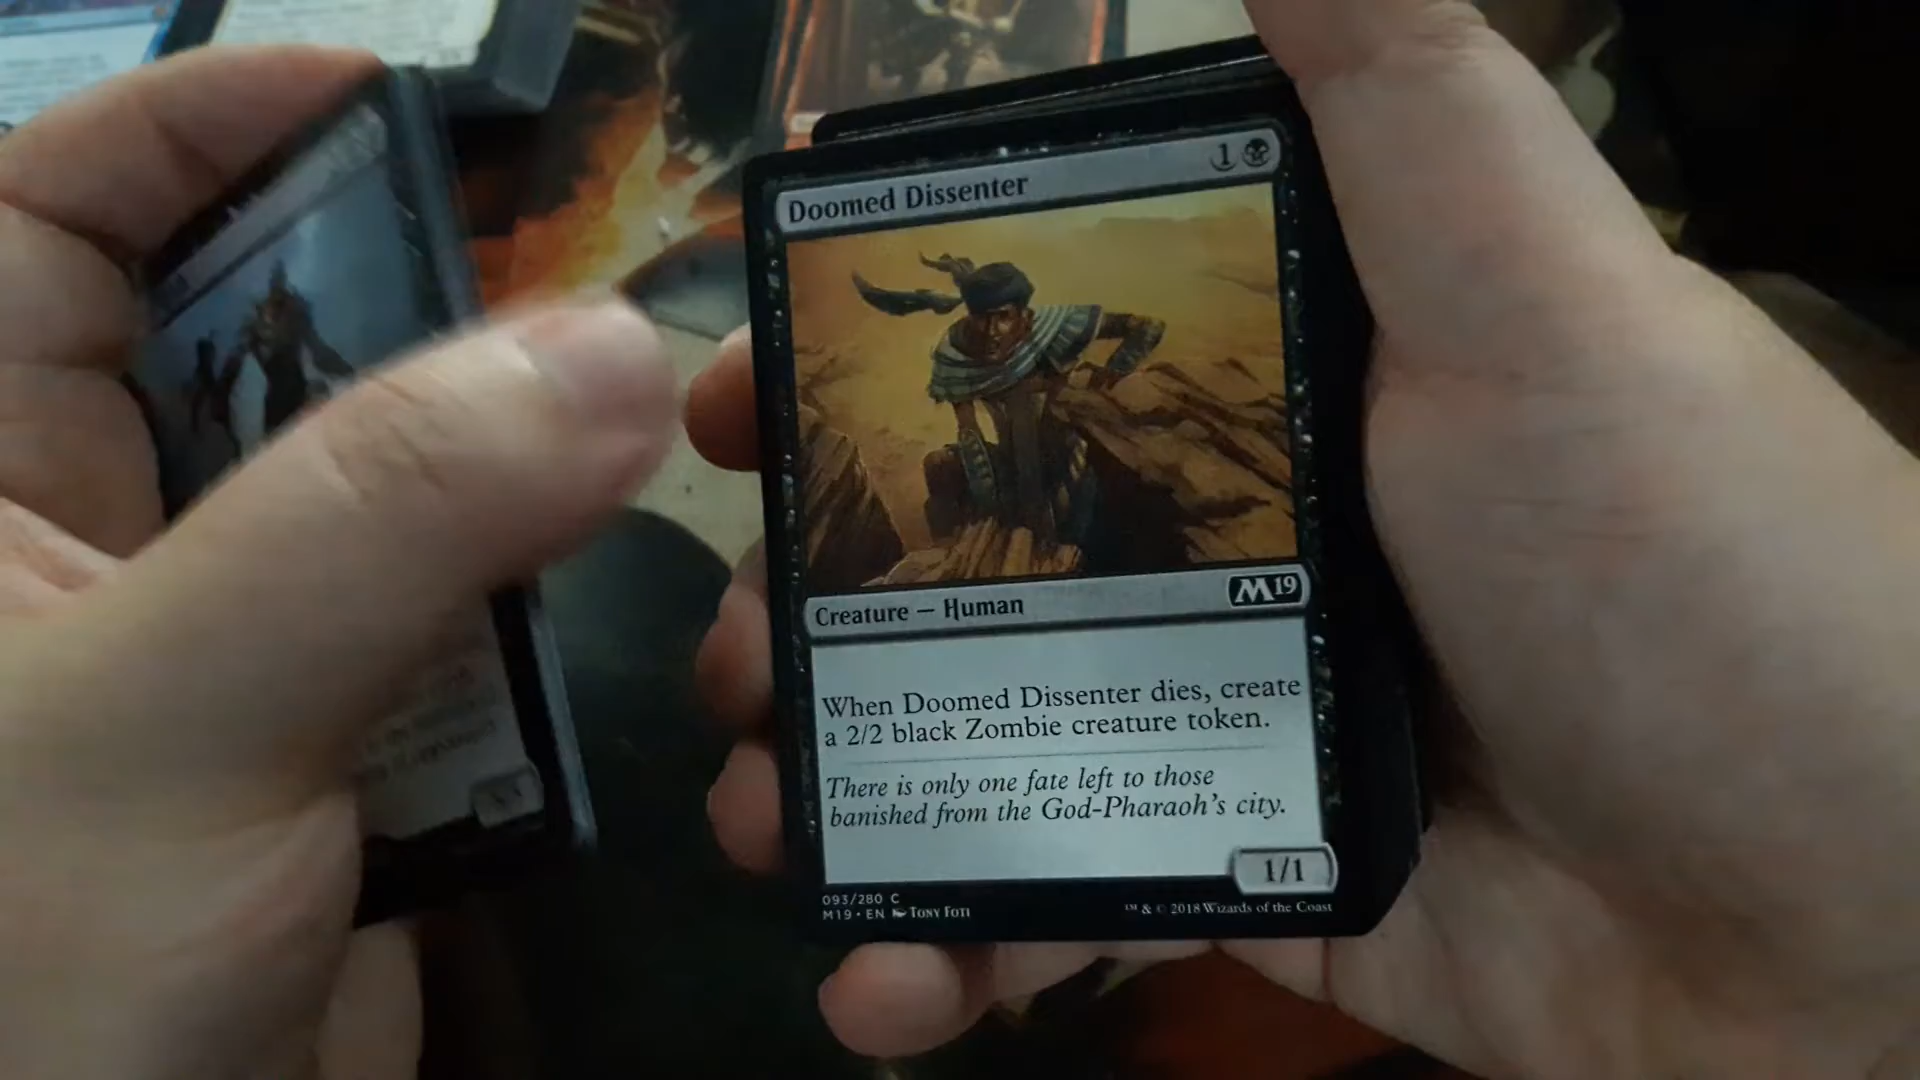 Doomed Dissenter
1
Creature — Human
M19
When Doomed Dissenter dies, create
a 2/2 black Zombie creature token.
There is only one fate left to those
banished from the God-Pharaoh's city.
1/1
093/280 C
M19 • EN Tony Foti
™ & © 2018 Wizards of the Coast